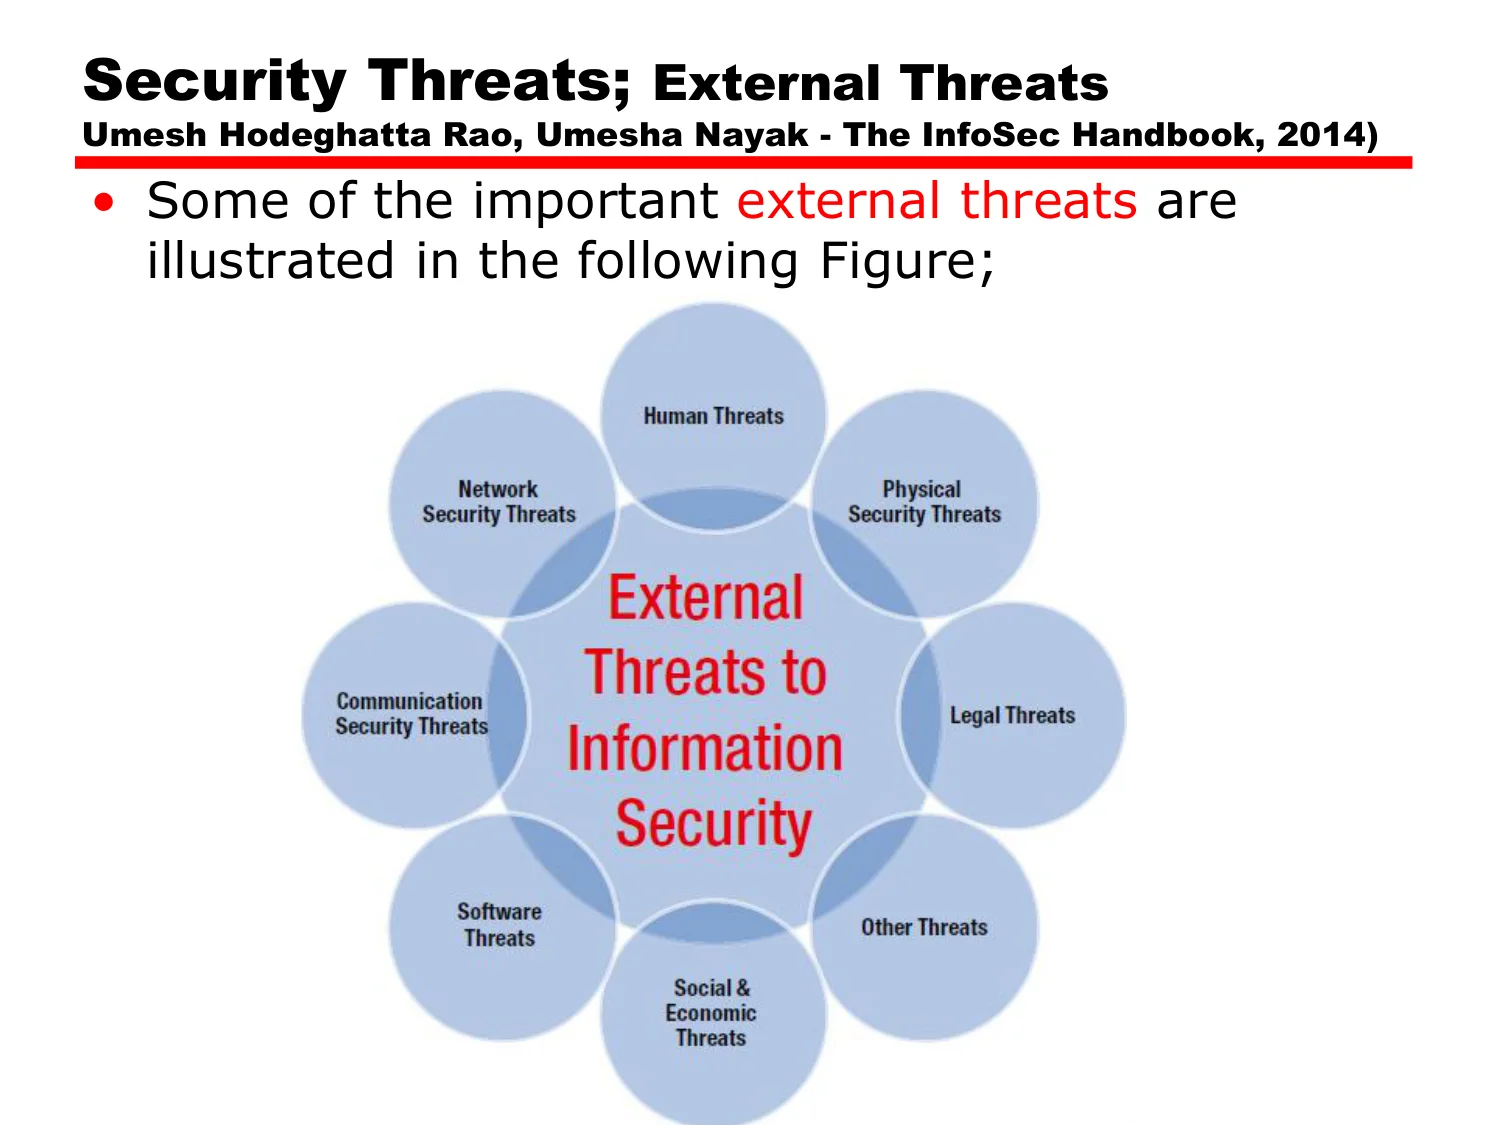 Security Threats; External Threats
Umesh Hodeghatta Rao, Umesha Nayak - The InfoSec Handbook, 2014)
• Some of the important external threats are
illustrated in the following Figure;
Human Threats
Network
Security Threats
Physical
Security Threats
External
Threats to
Information
Security
Communication
Security Threats
Legal Threats
Software
Threats
Other Threats
Social &
Economic
Threats